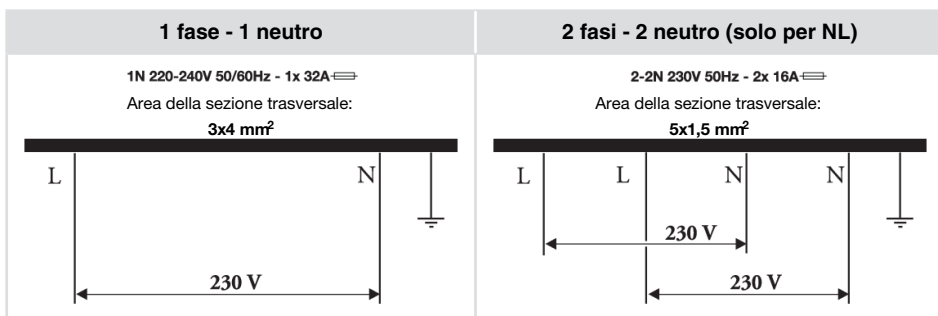 1 fase - 1 neutro
1N 220-240V 50/60Hz - 1x 32A
Area della sezione trasversale:
3x4 mm²
L N
230 V
2 fasi - 2 neutro (solo per NL)
2-2N 230V 50Hz - 2x 16A
Area della sezione trasversale:
5x1,5 mm²
L L N N
230 V
230 V